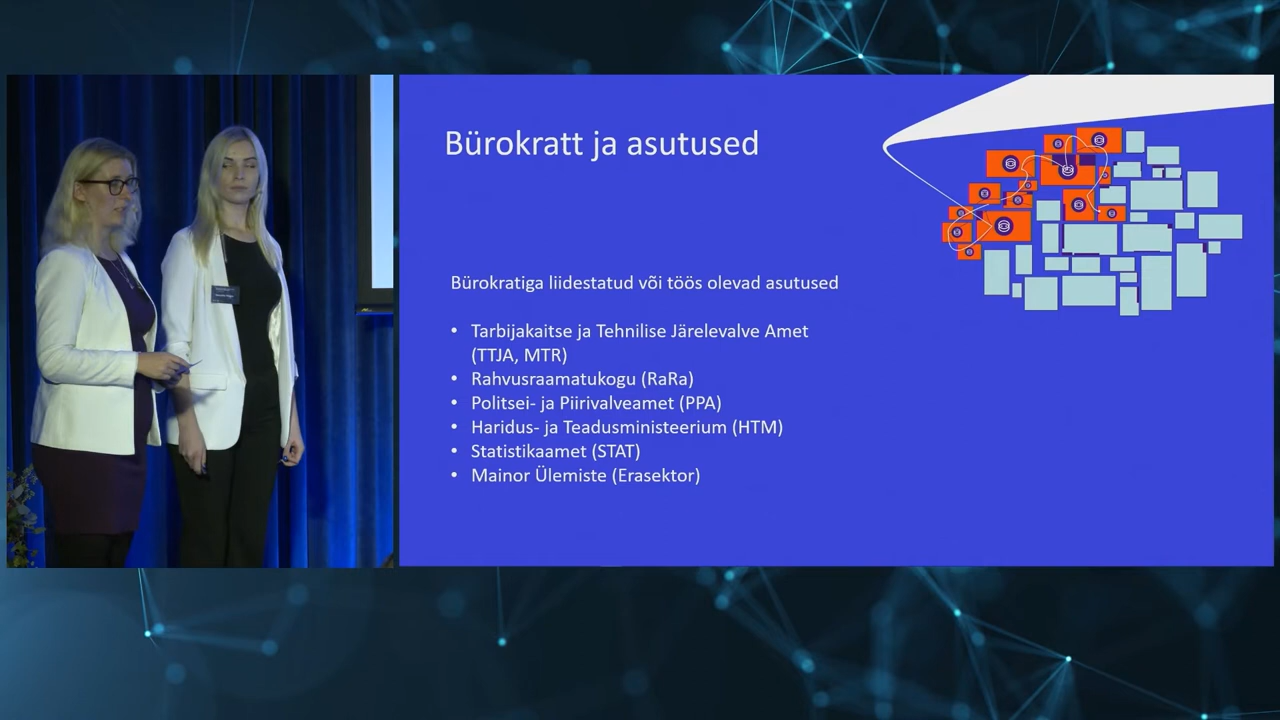 Bürokratt ja asutused
Bürokratiga liidestatud või töös olevad asutused
• Tarbijakaitse ja Tehnilise Järelevalve Amet
(TTJA, MTR)
• Rahvusraamatukogu (RaRa)
• Politsei- ja Piirivalveamet (PPA)
• Haridus- ja Teadusministeerium (HTM)
• Statistikaamet (STAT)
• Mainor Ülemiste (Erasektor)